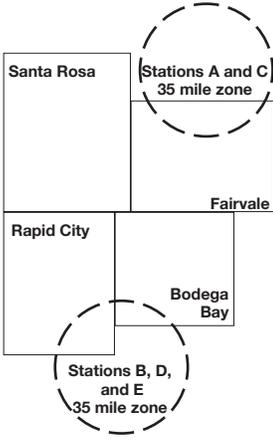 Santa Rosa
Stations A and C
35 mile zone
Fairvale
Rapid City
Bodega
Bay
Stations B, D,
and E
35 mile zone